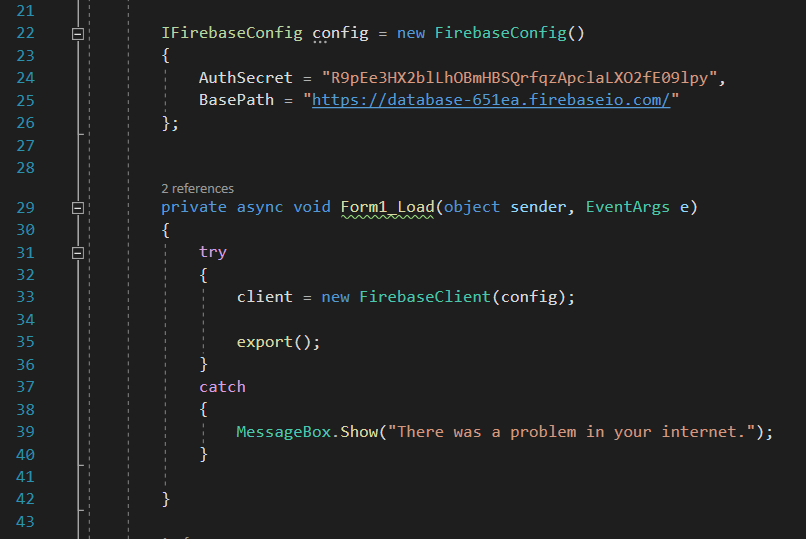 21
22 IFirebaseConfig config = new FirebaseConfig()
23 {
24 AuthSecret = "R9pEe3HX2blLhOBmHBSQrfqzApclaLXO2fE09lpy",
25 BasePath = "https://database-651ea.firebaseio.com/"
26 };
27
28
2 references
29 private async void Form1_Load(object sender, EventArgs e)
30 {
31 try
32 {
33 client = new FirebaseClient(config);
34
35 export();
36 }
37 catch
38 {
39 MessageBox.Show("There was a problem in your internet.");
40 }
41
42 }
43